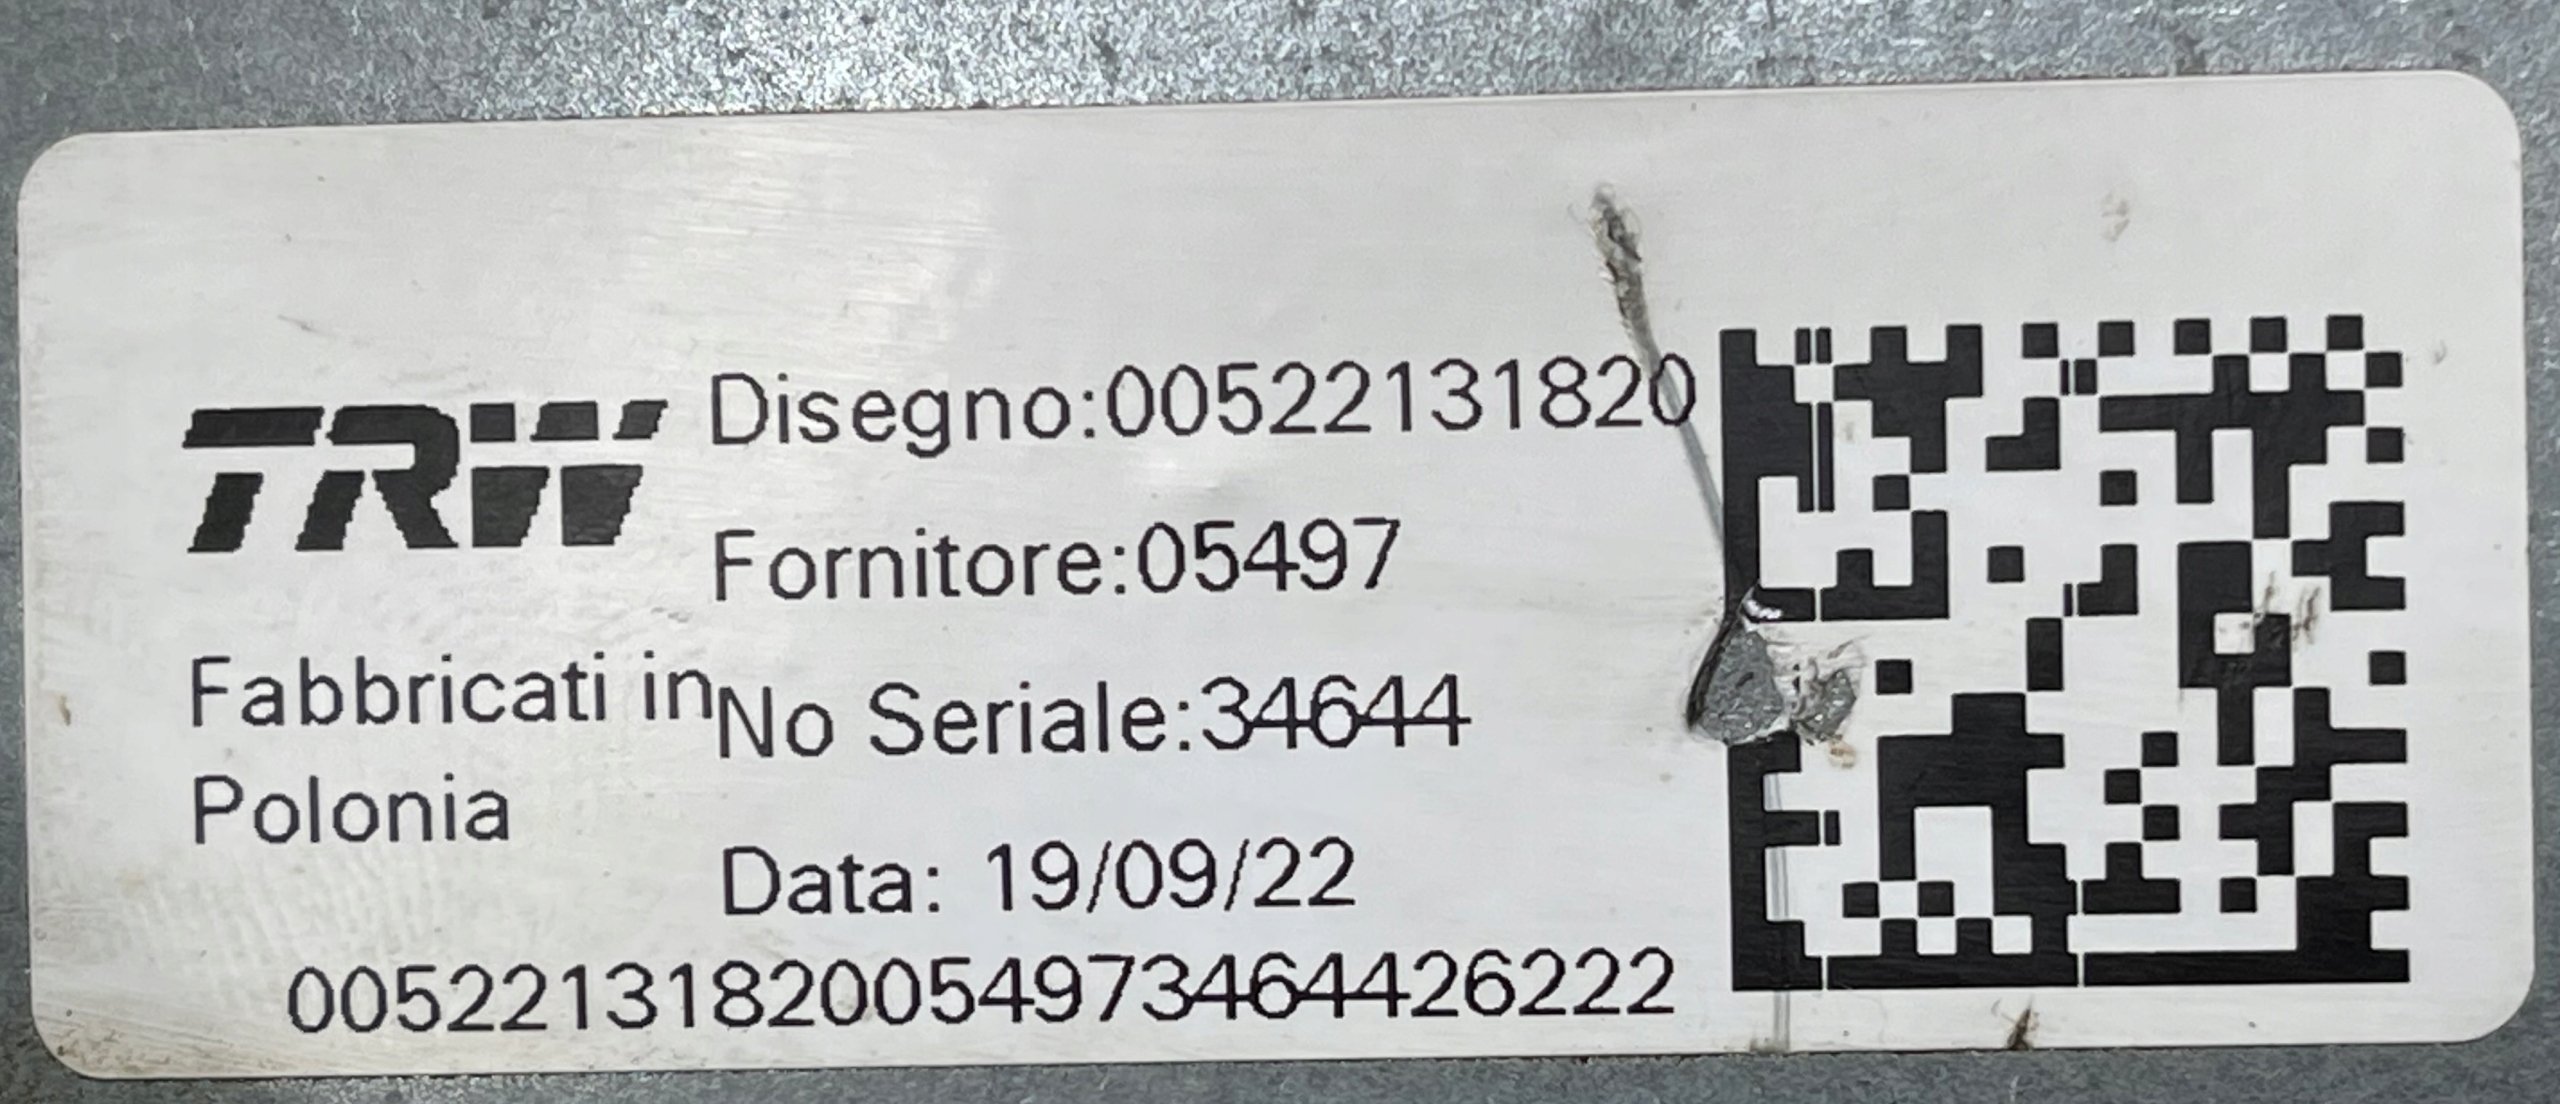 TRW
Disegno:00522131820
Fornitore:05497
Fabbricati in
Polonia
No Seriale:34644
Data: 19/09/22
00522131820054973464426222